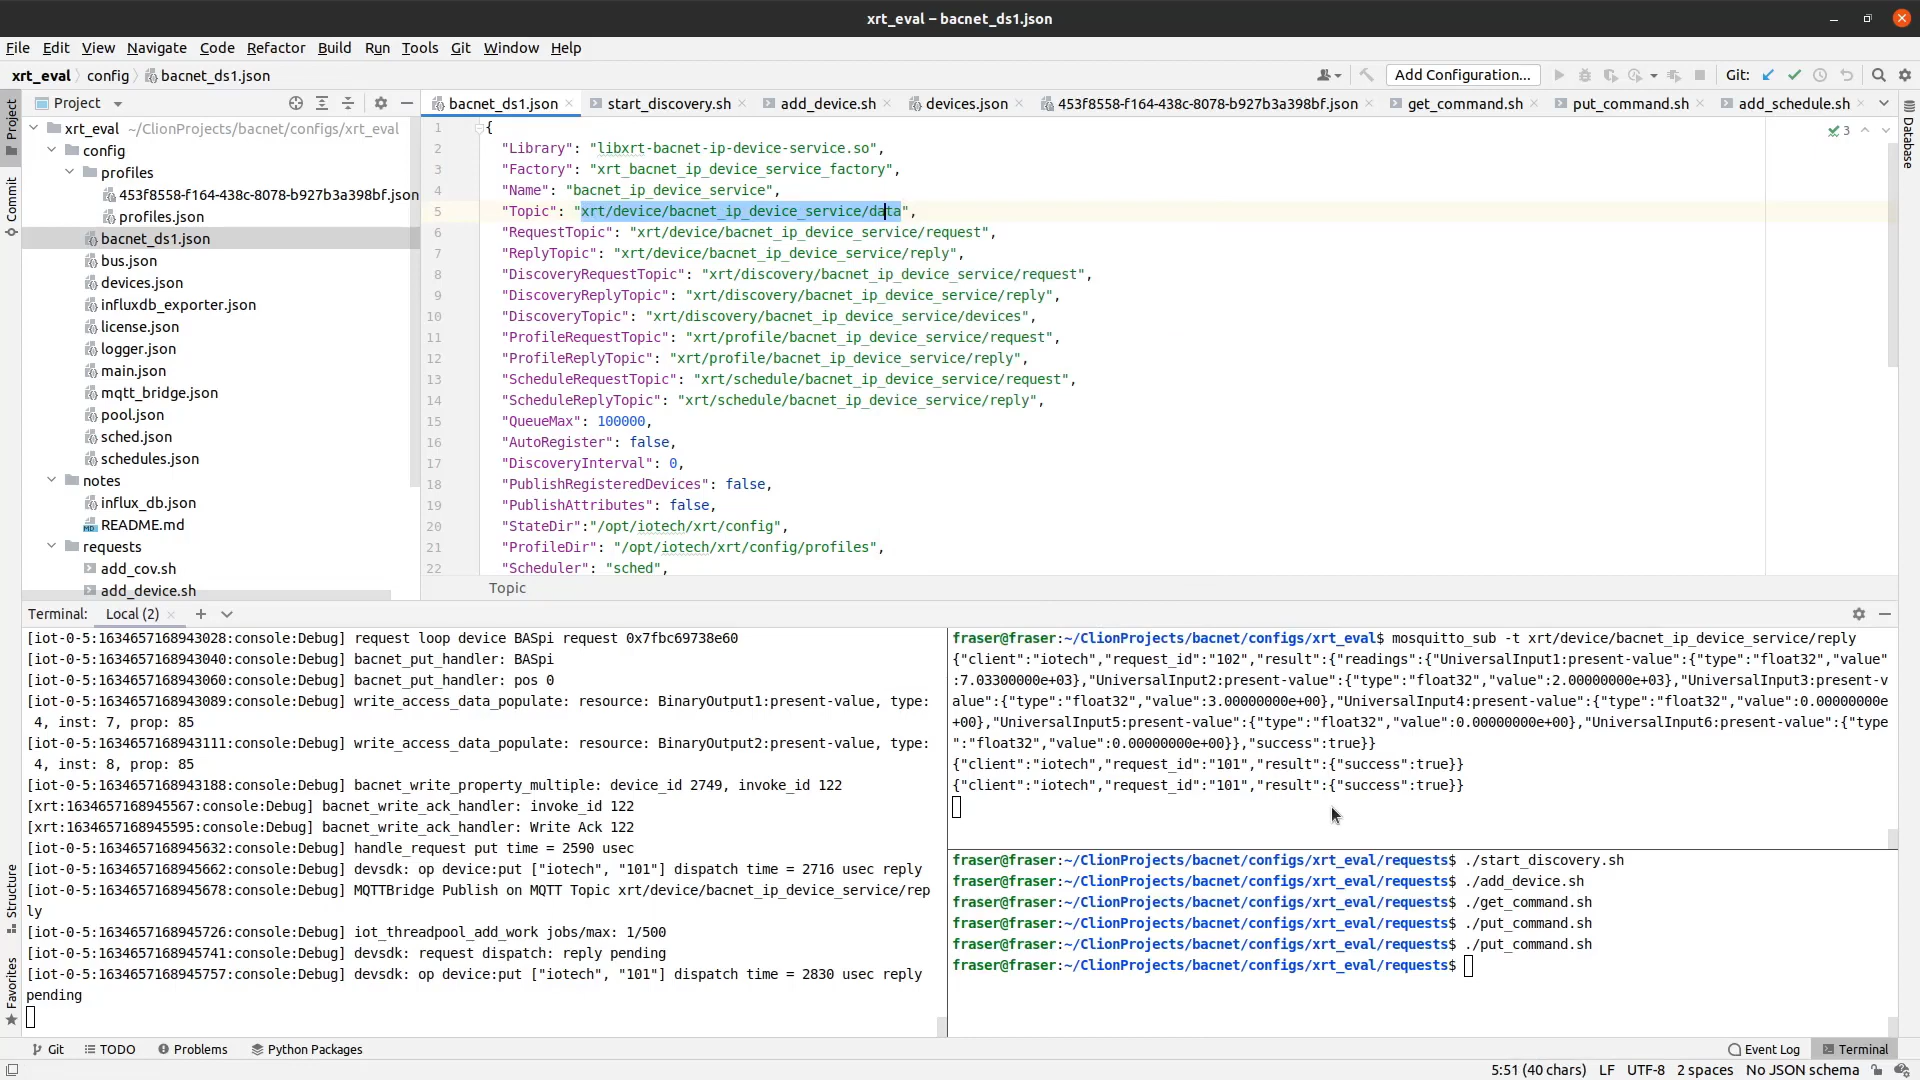 xrt_eval – bacnet_ds1.json
File Edit View Navigate Code Refactor Build Run Tools Git Window Help
xrt_eval config bacnet_ds1.json Add Configuration... Git:
Project
bacnet_ds1.json start_discovery.sh add_device.sh devices.json 453f8558-f164-438c-8078-b927b3a398bf.json get_command.sh put_command.sh add_schedule.sh
Project
Commit
Structure
Favorites
Database
xrt_eval ~/ClionProjects/bacnet/configs/xrt_eval
config
profiles
453f8558-f164-438c-8078-b927b3a398bf.json
profiles.json
bacnet_ds1.json
bus.json
devices.json
influxdb_exporter.json
license.json
logger.json
main.json
mqtt_bridge.json
pool.json
sched.json
schedules.json
notes
influx_db.json
README.md
requests
add_cov.sh
add_device.sh
3
1 {
2 "Library": "libxrt-bacnet-ip-device-service.so",
3 "Factory": "xrt_bacnet_ip_device_service_factory",
4 "Name": "bacnet_ip_device_service",
5 "Topic": "xrt/device/bacnet_ip_device_service/data",
6 "RequestTopic": "xrt/device/bacnet_ip_device_service/request",
7 "ReplyTopic": "xrt/device/bacnet_ip_device_service/reply",
8 "DiscoveryRequestTopic": "xrt/discovery/bacnet_ip_device_service/request",
9 "DiscoveryReplyTopic": "xrt/discovery/bacnet_ip_device_service/reply",
10 "DiscoveryTopic": "xrt/discovery/bacnet_ip_device_service/devices",
11 "ProfileRequestTopic": "xrt/profile/bacnet_ip_device_service/request",
12 "ProfileReplyTopic": "xrt/profile/bacnet_ip_device_service/reply",
13 "ScheduleRequestTopic": "xrt/schedule/bacnet_ip_device_service/request",
14 "ScheduleReplyTopic": "xrt/schedule/bacnet_ip_device_service/reply",
15 "QueueMax": 100000,
16 "AutoRegister": false,
17 "DiscoveryInterval": 0,
18 "PublishRegisteredDevices": false,
19 "PublishAttributes": false,
20 "StateDir":"/opt/iotech/xrt/config",
21 "ProfileDir": "/opt/iotech/xrt/config/profiles",
22 "Scheduler": "sched",
Topic
Terminal: Local (2)
[iot-0-5:1634657168943028:console:Debug] request loop device BASpi request 0x7fbc69738e60
[iot-0-5:1634657168943040:console:Debug] bacnet_put_handler: BASpi
[iot-0-5:1634657168943060:console:Debug] bacnet_put_handler: pos 0
[iot-0-5:1634657168943089:console:Debug] write_access_data_populate: resource: BinaryOutput1:present-value, type:
4, inst: 7, prop: 85
[iot-0-5:1634657168943111:console:Debug] write_access_data_populate: resource: BinaryOutput2:present-value, type:
4, inst: 8, prop: 85
[iot-0-5:1634657168943188:console:Debug] bacnet_write_property_multiple: device_id 2749, invoke_id 122
[xrt:1634657168945567:console:Debug] bacnet_write_ack_handler: invoke_id 122
[xrt:1634657168945595:console:Debug] bacnet_write_ack_handler: Write Ack 122
[iot-0-5:1634657168945632:console:Debug] handle_request put time = 2590 usec
[iot-0-5:1634657168945662:console:Debug] devsdk: op device:put ["iotech", "101"] dispatch time = 2716 usec reply
[iot-0-5:1634657168945678:console:Debug] MQTTBridge Publish on MQTT Topic xrt/device/bacnet_ip_device_service/rep
ly
[iot-0-5:1634657168945726:console:Debug] iot_threadpool_add_work jobs/max: 1/500
[iot-0-5:1634657168945741:console:Debug] devsdk: request dispatch: reply pending
[iot-0-5:1634657168945757:console:Debug] devsdk: op device:put ["iotech", "101"] dispatch time = 2830 usec reply
pending
fraser@fraser:~/ClionProjects/bacnet/configs/xrt_eval$ mosquitto_sub -t xrt/device/bacnet_ip_device_service/reply
{"client":"iotech","request_id":"102","result":{"readings":{"UniversalInput1:present-value":{"type":"float32","value"
:7.03300000e+03},"UniversalInput2:present-value":{"type":"float32","value":2.00000000e+03},"UniversalInput3:present-v
alue":{"type":"float32","value":3.00000000e+00},"UniversalInput4:present-value":{"type":"float32","value":0.00000000e
+00},"UniversalInput5:present-value":{"type":"float32","value":0.00000000e+00},"UniversalInput6:present-value":{"type
":"float32","value":0.00000000e+00}},"success":true}}
{"client":"iotech","request_id":"101","result":{"success":true}}
{"client":"iotech","request_id":"101","result":{"success":true}}
fraser@fraser:~/ClionProjects/bacnet/configs/xrt_eval/requests$ ./start_discovery.sh
fraser@fraser:~/ClionProjects/bacnet/configs/xrt_eval/requests$ ./add_device.sh
fraser@fraser:~/ClionProjects/bacnet/configs/xrt_eval/requests$ ./get_command.sh
fraser@fraser:~/ClionProjects/bacnet/configs/xrt_eval/requests$ ./put_command.sh
fraser@fraser:~/ClionProjects/bacnet/configs/xrt_eval/requests$ ./put_command.sh
fraser@fraser:~/ClionProjects/bacnet/configs/xrt_eval/requests$
Git TODO Problems Python Packages Event Log Terminal
5:51 (40 chars) LF UTF-8 2 spaces No JSON schema